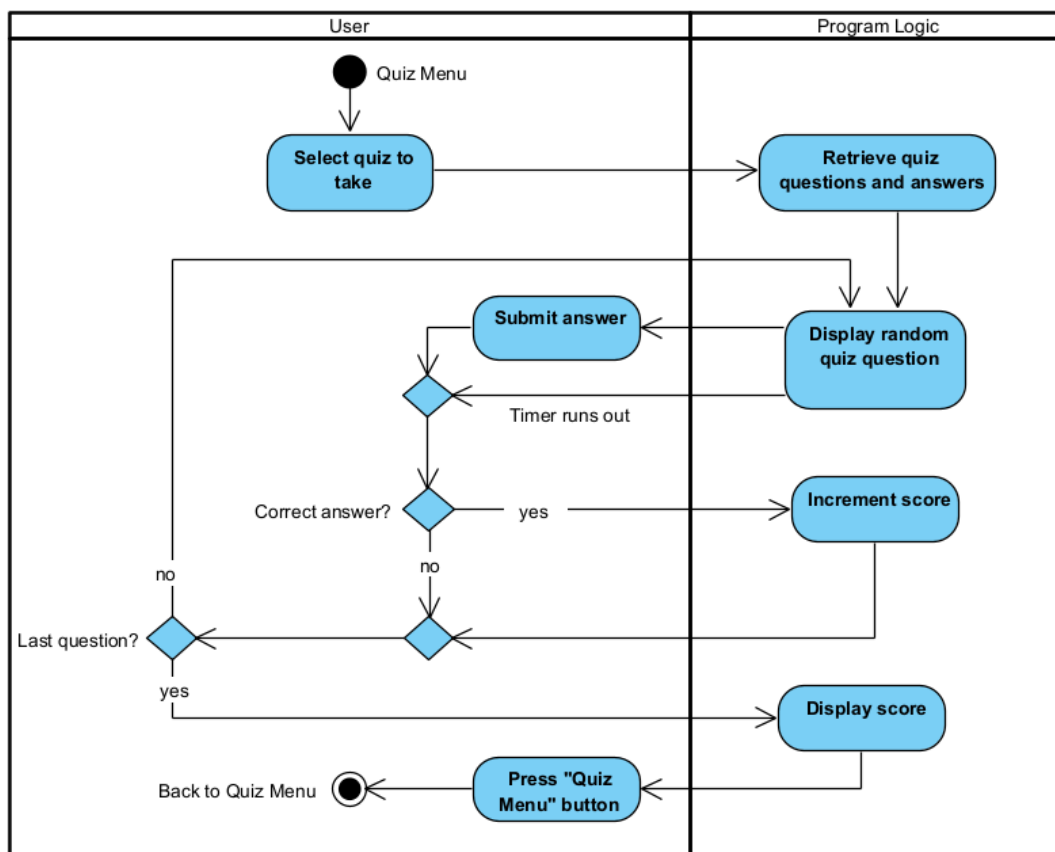 User
Program Logic
Quiz Menu
Select quiz to
take
Retrieve quiz
questions and answers
Submit answer
Display random
quiz question
Timer runs out
Correct answer?
yes
Increment score
no
no
Last question?
yes
Display score
Back to Quiz Menu
Press "Quiz
Menu" button